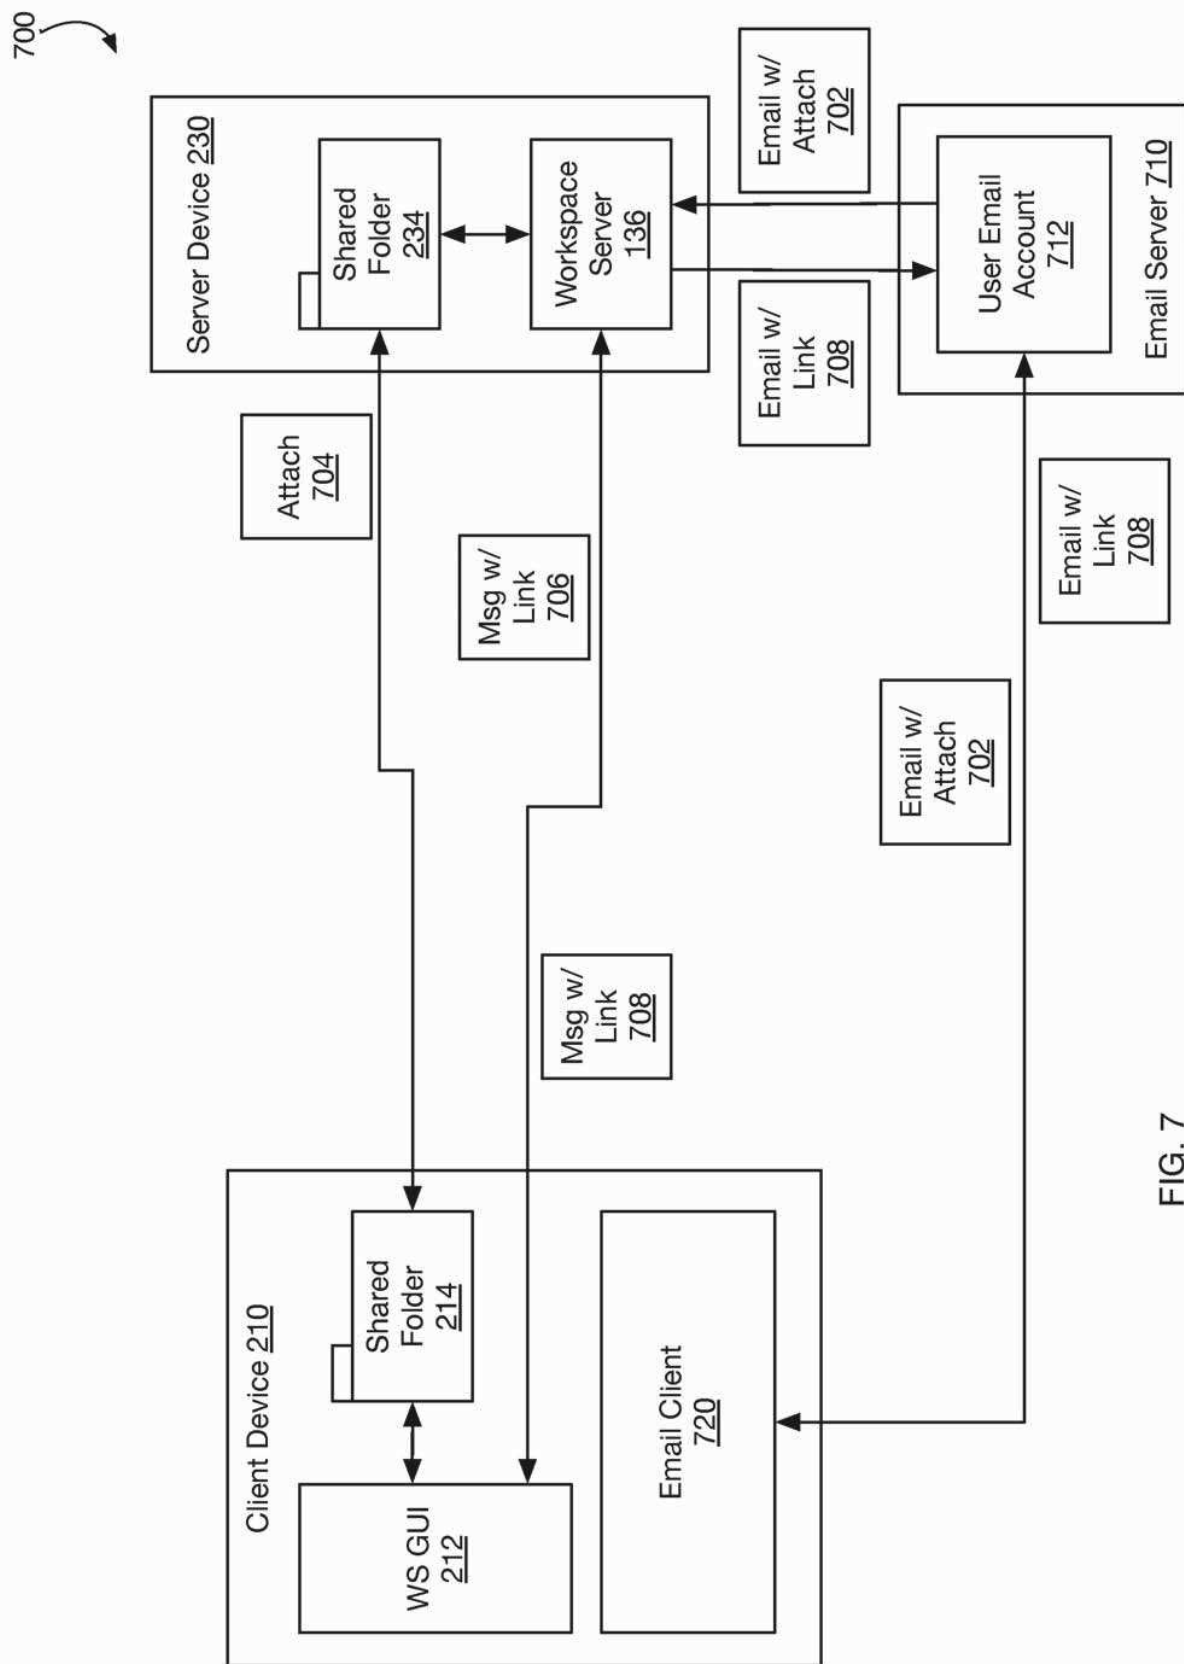 700
Server Device 230
Shared
Folder
234
Workspace
Server
136
Attach
704
Msg w/
Link
706
Email w/
Attach
702
Email w/
Link
708
User Email
Account
712
Email Server 710
Email w/
Link
708
Email w/
Attach
702
Msg w/
Link
708
Client Device 210
Shared
Folder
214
WS GUI
212
Email Client
720
FIG. 7